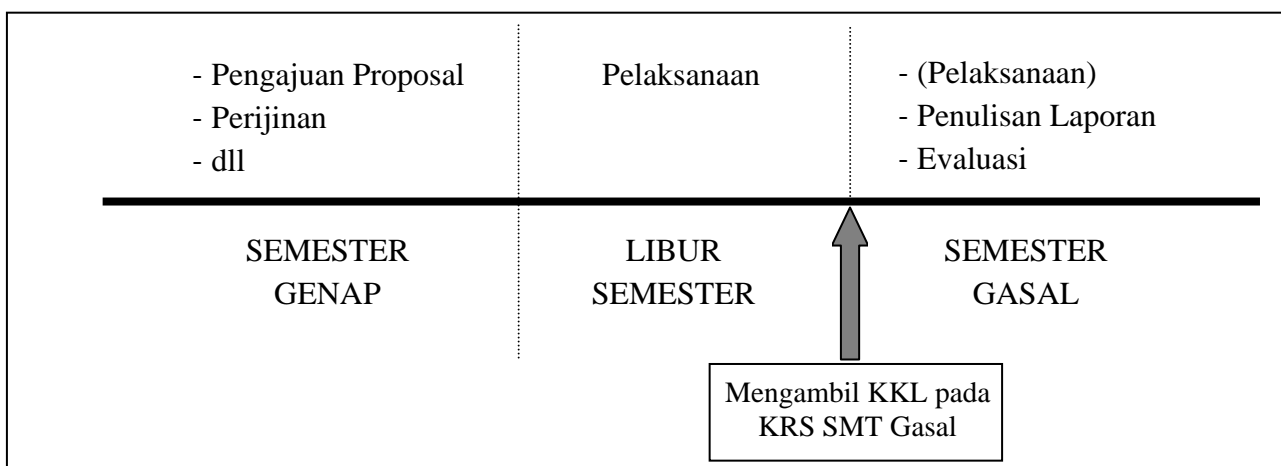 - Pengajuan Proposal
- Perijinan
- dll
Pelaksanaan
- (Pelaksanaan)
- Penulisan Laporan
- Evaluasi
SEMESTER
GENAP
LIBUR
SEMESTER
SEMESTER
GASAL
Mengambil KKL pada
KRS SMT Gasal